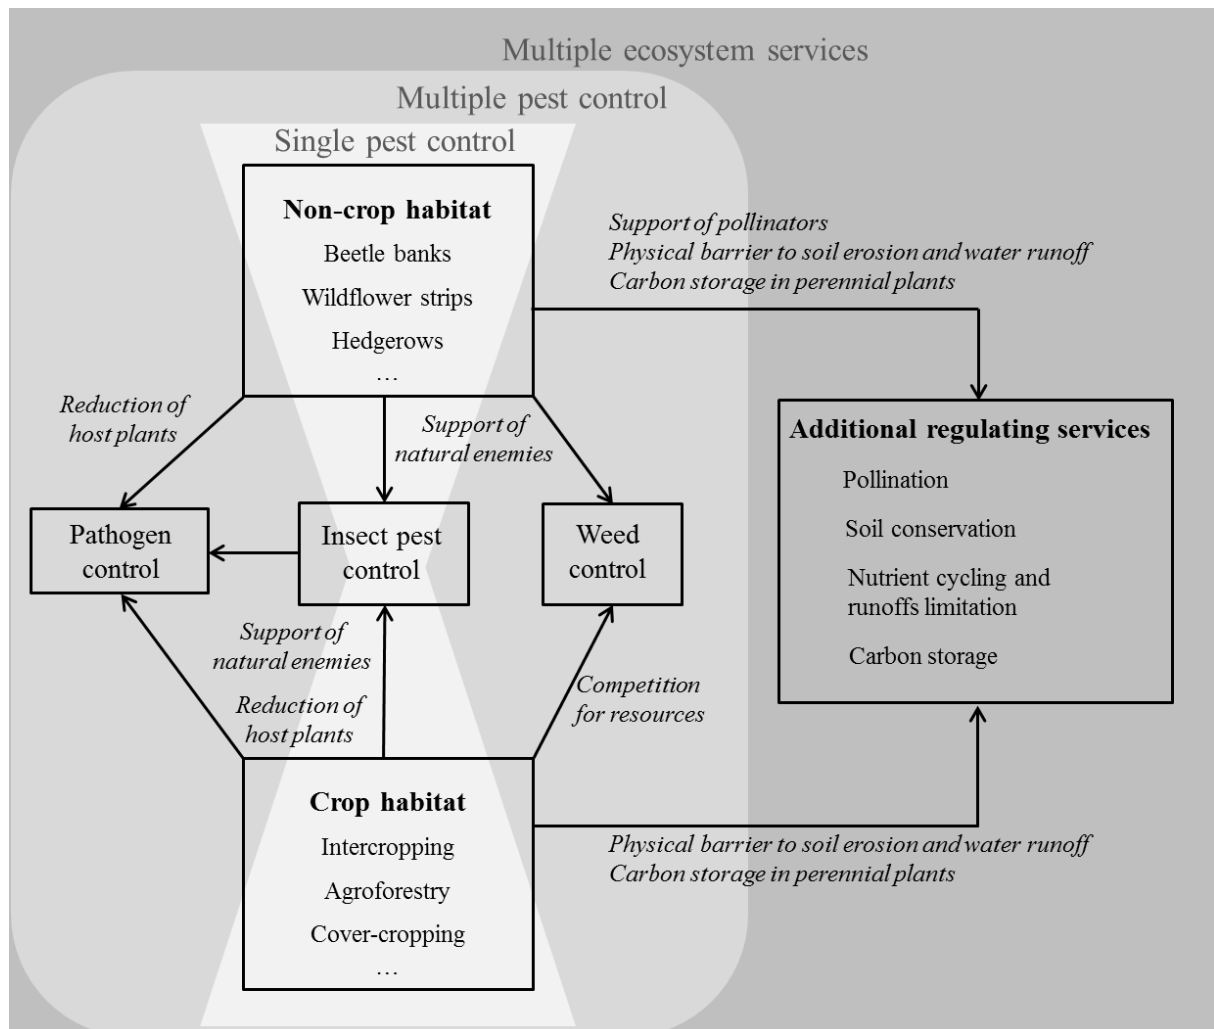 Multiple ecosystem services
Multiple pest control
Single pest control
Non-crop habitat
Beetle banks
Wildflower strips
Hedgerows
…
Support of pollinators
Physical barrier to soil erosion and water runoff
Carbon storage in perennial plants
Reduction of
host plants
Support of
natural enemies
Additional regulating services
Pollination
Soil conservation
Nutrient cycling and
runoffs limitation
Carbon storage
Pathogen
control
Insect pest
control
Weed
control
Support of
natural enemies
Reduction of
host plants
Competition
for resources
Crop habitat
Intercropping
Agroforestry
Cover-cropping
…
Physical barrier to soil erosion and water runoff
Carbon storage in perennial plants